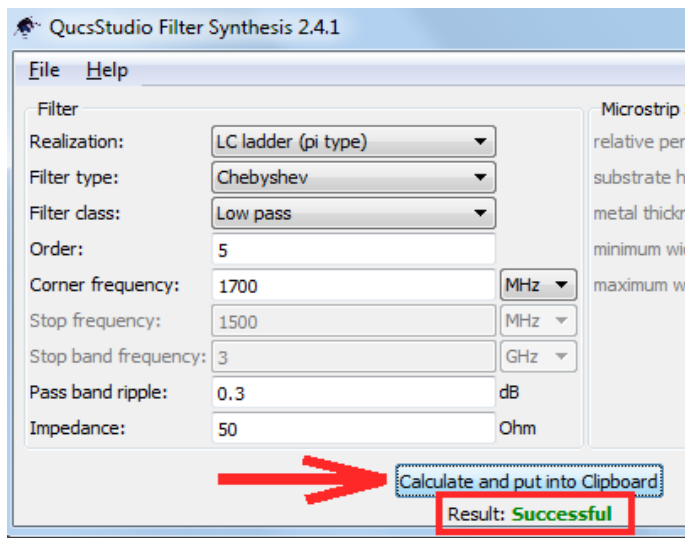 QucsStudio Filter Synthesis 2.4.1
File Help
Filter
Realization: LC ladder (pi type)
Filter type: Chebyshev
Filter class: Low pass
Order: 5
Corner frequency: 1700 MHz
Stop frequency: 1500 MHz
Stop band frequency: 3 GHz
Pass band ripple: 0.3 dB
Impedance: 50 Ohm
Microstrip
relative per
substrate h
metal thickn
minimum wi
maximum w
Calculate and put into Clipboard
Result: Successful